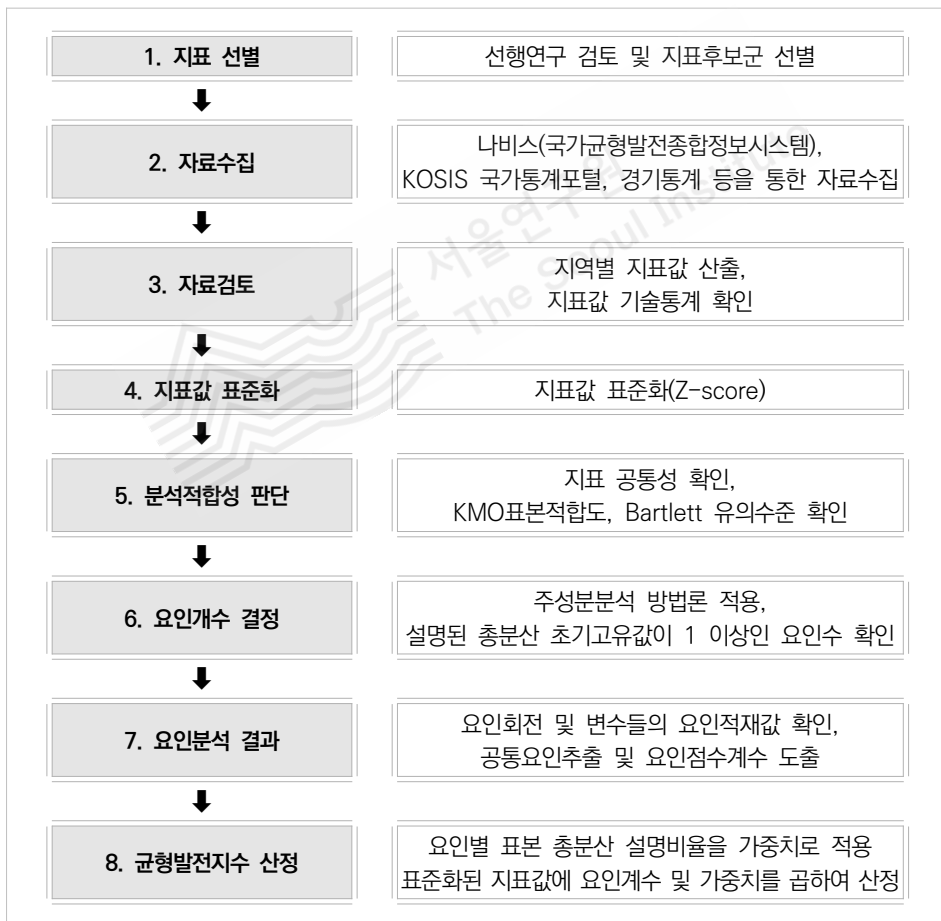 1. 지표 선별
선행연구 검토 및 지표후보군 선별
2. 자료수집
나비스(국가균형발전종합정보시스템),
KOSIS 국가통계포털, 경기통계 등을 통한 자료수집
3. 자료검토
지역별 지표값 산출,
지표값 기술통계 확인
4. 지표값 표준화
지표값 표준화(Z-score)
5. 분석적합성 판단
지표 공통성 확인,
KMO표본적합도, Bartlett 유의수준 확인
6. 요인개수 결정
주성분분석 방법론 적용,
설명된 총분산 초기고유값이 1 이상인 요인수 확인
7. 요인분석 결과
요인회전 및 변수들의 요인적재값 확인,
공통요인추출 및 요인점수계수 도출
8. 균형발전지수 산정
요인별 표본 총분산 설명비율을 가중치로 적용
표준화된 지표값에 요인계수 및 가중치를 곱하여 산정
서울연구원
The Seoul Institute